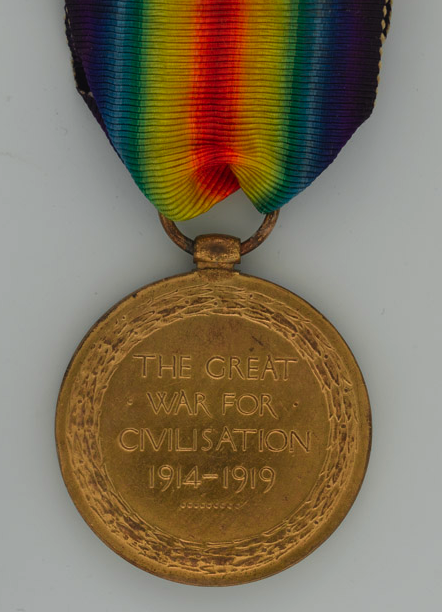 THE GREAT
WAR FOR
CIVILISATION
1914-1919